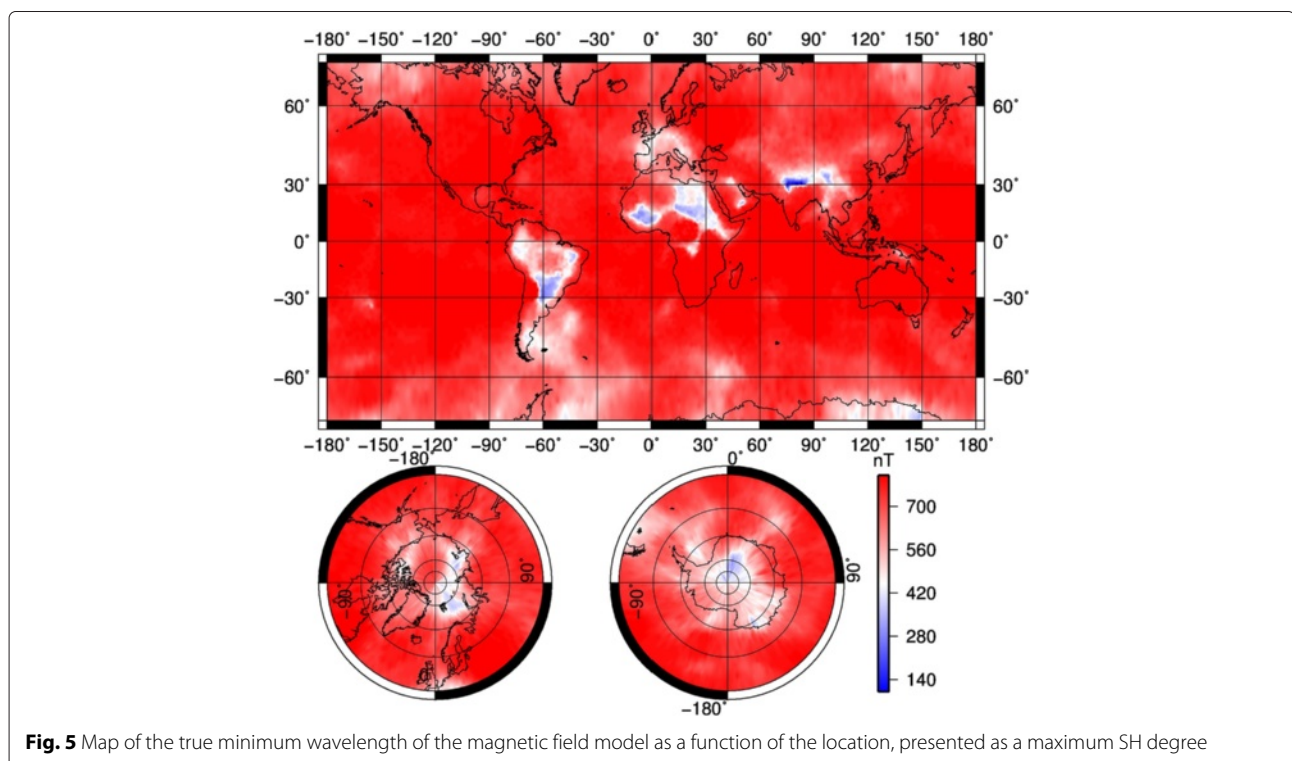 −180˚ −150˚ −120˚ −90˚ −60˚ −30˚ 0˚ 30˚ 60˚ 90˚ 120˚ 150˚ 180˚
60˚ 60˚
30˚ 30˚
0˚ 0˚
−30˚ −30˚
−60˚ −60˚
−180˚ −150˚ −120˚ −90˚ −60˚ −30˚ 0˚ 30˚ 60˚ 90˚ 120˚ 150˚ 180˚
−180˚ 0˚ nT
−90˚ 90˚ −90˚ 90˚
0˚ −180˚
700
560
420
280
140
Fig. 5 Map of the true minimum wavelength of the magnetic field model as a function of the location, presented as a maximum SH degree